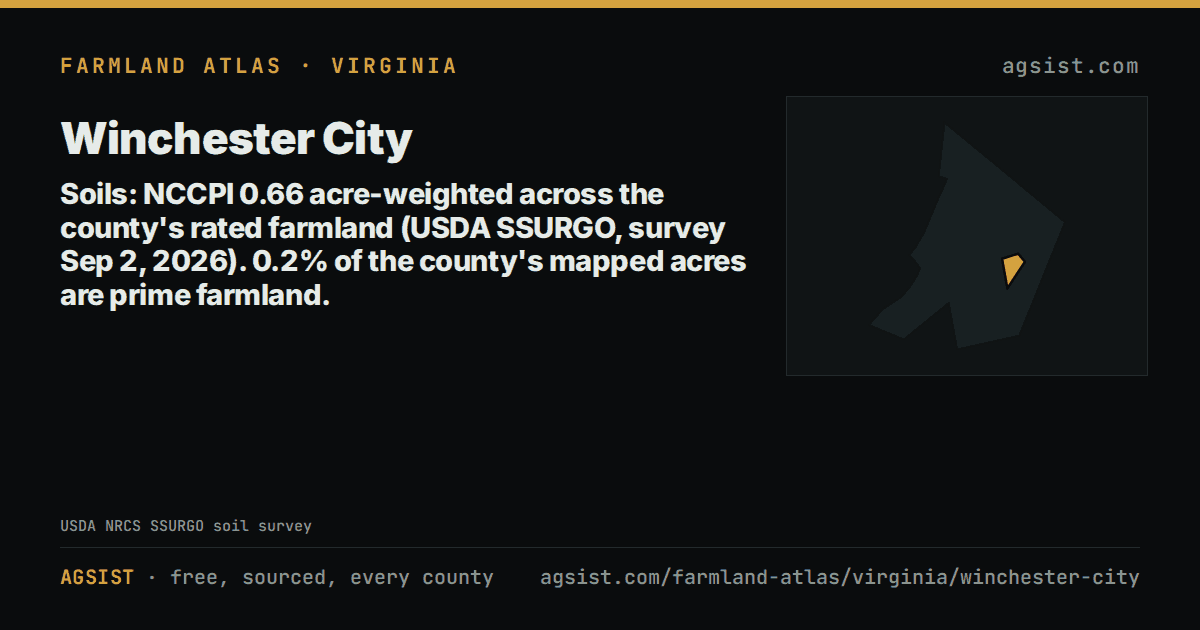 FARMLAND ATLAS · VIRGINIA
agsist.com
Winchester City
Soils: NCCPI 0.66 acre-weighted across the
county's rated farmland (USDA SSURGO, survey
Sep 2, 2026). 0.2% of the county's mapped acres
are prime farmland.
USDA NRCS SSURGO soil survey
AGSIST · free, sourced, every county
agsist.com/farmland-atlas/virginia/winchester-city